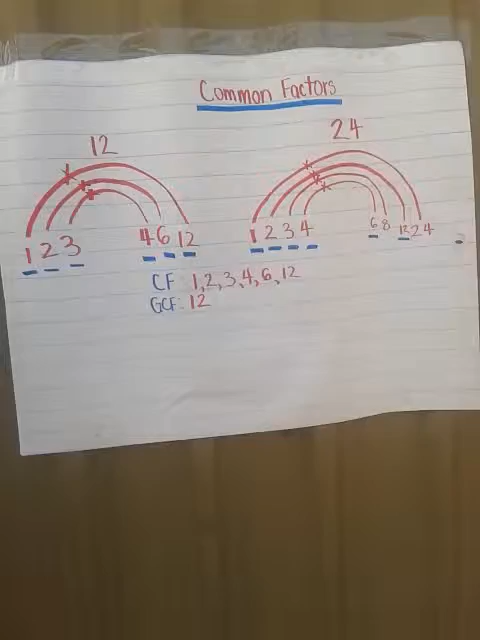 Common Factors
12
24
1 2 3 4 6 12
1 2 3 4 6 8 12 24
CF: 1,2,3,4,6,12
GCF: 12